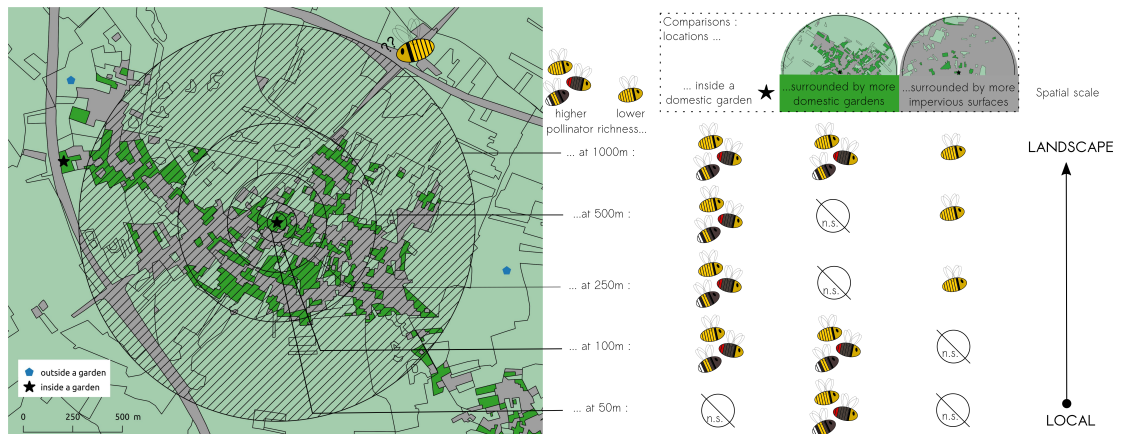 Comparisons :
locations ...
... inside a
domestic garden
...surrounded by more
domestic gardens
...surrounded by more
impervious surfaces
Spatial scale
??
higher
lower
pollinator richness...
... at 1000m :
...at 500m :
n.s.
... at 250m :
n.s.
... at 100m :
n.s.
... at 50m :
n.s.
n.s.
LANDSCAPE
LOCAL
outside a garden
inside a garden
0 250 500 m